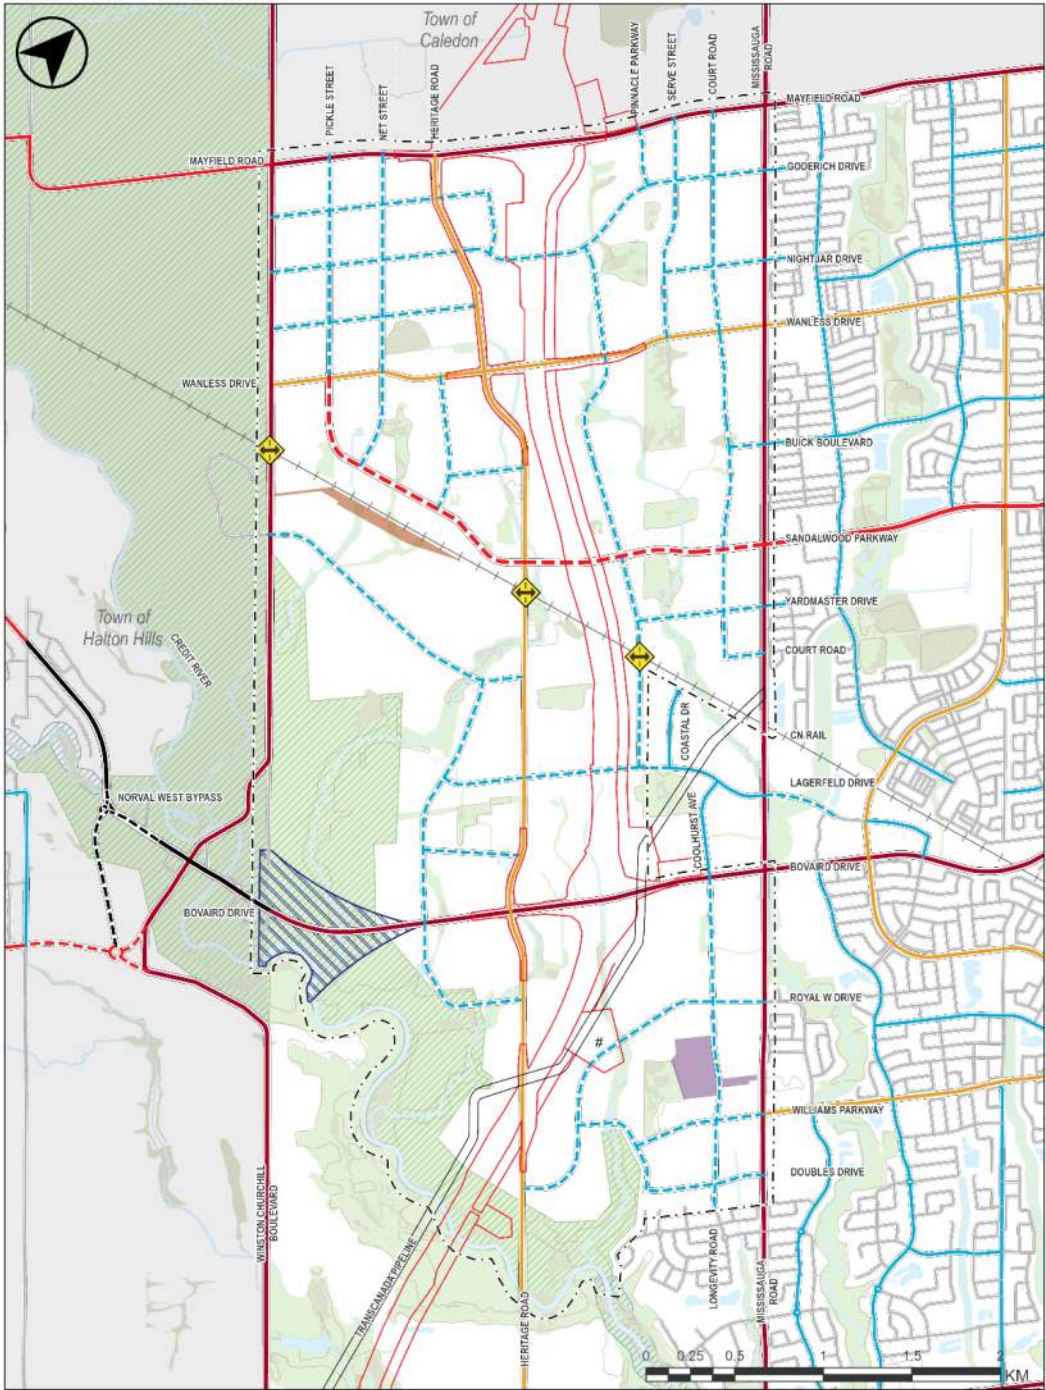 Town of
Caledon
PICKLE STREET
NET STREET
HERITAGE ROAD
PINNACLE PARKWAY
SERVE STREET
COURT ROAD
MISSISSAUGA
ROAD
MAYFIELD ROAD
MAYFIELD ROAD
GODERICH DRIVE
NIGHTJAR DRIVE
WANLESS DRIVE
WANLESS DRIVE
BUICK BOULEVARD
SANDALWOOD PARKWAY
YARDMASTER DRIVE
Town of
Halton Hills
CREDIT RIVER
COURT ROAD
COASTAL DR
CN RAIL
LAGERFELD DRIVE
NORVAL WEST BYPASS
COOLHURST AVE
BOVAIRD DRIVE
BOVAIRD DRIVE
ROYAL W DRIVE
#
WILLIAMS PARKWAY
DOUBLES DRIVE
WINSTON CHURCHILL
BOULEVARD
TRANSCANADA PIPELINE
HERITAGE ROAD
LONGEVITY ROAD
MISSISSAUGA
ROAD
0 0.25 0.5 1 1.5 2
KM